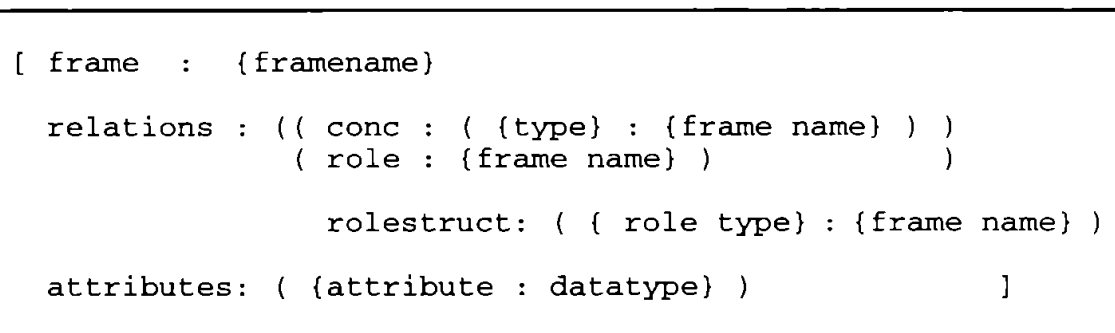 [ frame : {framename}
relations : (( conc : ( {type} : {frame name} ) )
( role : {frame name} ) )
rolestruct: ( { role type} : {frame name} )
attributes: ( {attribute : datatype} ) ]